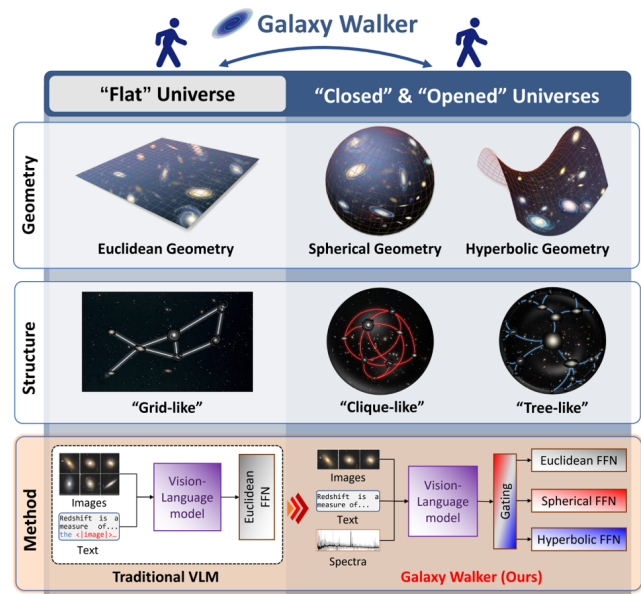 Galaxy Walker
“Flat” Universe
“Closed” & “Opened” Universes
Geometry
Euclidean Geometry
Spherical Geometry
Hyperbolic Geometry
Structure
“Grid-like”
“Clique-like”
“Tree-like”
Method
Images
Redshift is a
measure of...
the <|image|>...
Text
Vision-
Language
model
Euclidean
FFN
Traditional VLM
Images
Redshift is a
measure of...
Text
Spectra
Vision-
Language
model
Gating
Euclidean FFN
Spherical FFN
Hyperbolic FFN
Galaxy Walker (Ours)